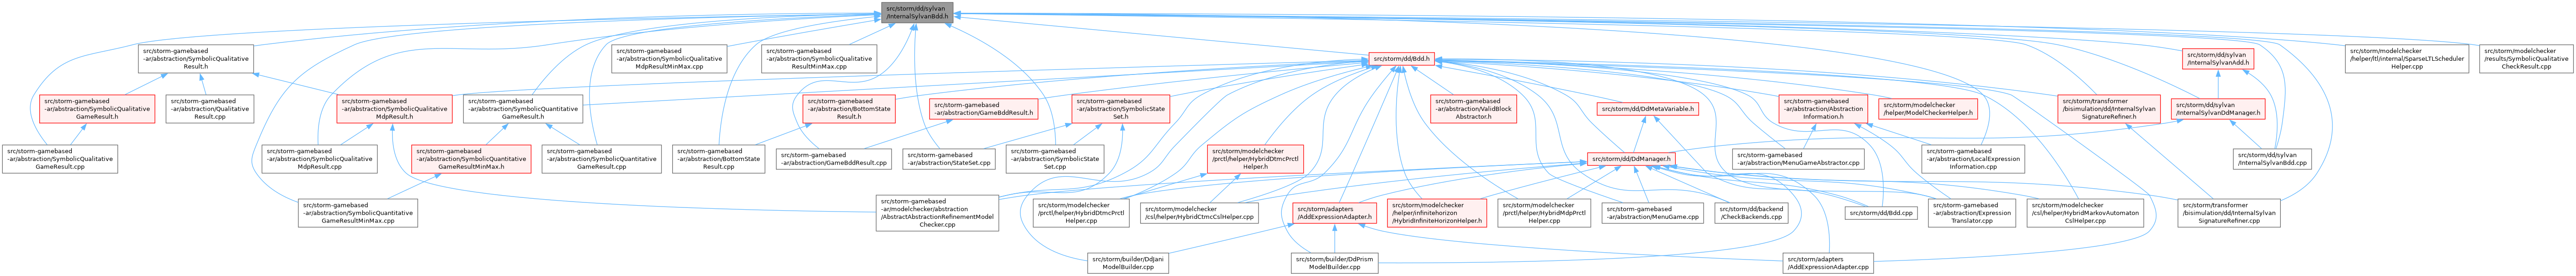 src/storm/dd/sylvan
/InternalSylvanBdd.h
src/storm-gamebased
-ar/abstraction/SymbolicQualitative
Result.h
src/storm-gamebased
-ar/abstraction/SymbolicQualitative
MdpResultMinMax.cpp
src/storm-gamebased
-ar/abstraction/SymbolicQualitative
ResultMinMax.cpp
src/storm/dd/Bdd.h
src/storm/dd/sylvan
/InternalSylvanAdd.h
src/storm/modelchecker
/helper/ltl/internal/SparseLTLScheduler
Helper.cpp
src/storm/modelchecker
/results/SymbolicQualitative
CheckResult.cpp
src/storm-gamebased
-ar/abstraction/SymbolicQualitative
GameResult.h
src/storm-gamebased
-ar/abstraction/Qualitative
Result.cpp
src/storm-gamebased
-ar/abstraction/SymbolicQualitative
MdpResult.h
src/storm-gamebased
-ar/abstraction/SymbolicQuantitative
GameResult.h
src/storm-gamebased
-ar/abstraction/BottomState
Result.h
src/storm-gamebased
-ar/abstraction/GameBddResult.h
src/storm-gamebased
-ar/abstraction/SymbolicState
Set.h
src/storm-gamebased
-ar/abstraction/ValidBlock
Abstractor.h
src/storm/dd/DdMetaVariable.h
src/storm-gamebased
-ar/abstraction/Abstraction
Information.h
src/storm/modelchecker
/helper/ModelCheckerHelper.h
src/storm/transformer
/bisimulation/dd/InternalSylvan
SignatureRefiner.h
src/storm/dd/sylvan
/InternalSylvanDdManager.h
src/storm-gamebased
-ar/abstraction/SymbolicQualitative
GameResult.cpp
src/storm-gamebased
-ar/abstraction/SymbolicQualitative
MdpResult.cpp
src/storm-gamebased
-ar/abstraction/SymbolicQuantitative
GameResultMinMax.h
src/storm-gamebased
-ar/abstraction/SymbolicQuantitative
GameResult.cpp
src/storm-gamebased
-ar/abstraction/BottomState
Result.cpp
src/storm-gamebased
-ar/abstraction/GameBddResult.cpp
src/storm-gamebased
-ar/abstraction/StateSet.cpp
src/storm-gamebased
-ar/abstraction/SymbolicState
Set.cpp
src/storm/modelchecker
/prctl/helper/HybridDtmcPrctl
Helper.h
src/storm/dd/DdManager.h
src/storm-gamebased
-ar/abstraction/MenuGameAbstractor.cpp
src/storm-gamebased
-ar/abstraction/LocalExpression
Information.cpp
src/storm/dd/sylvan
/InternalSylvanBdd.cpp
src/storm-gamebased
-ar/abstraction/SymbolicQuantitative
GameResultMinMax.cpp
src/storm-gamebased
-ar/modelchecker/abstraction
/AbstractAbstractionRefinementModel
Checker.cpp
src/storm/modelchecker
/prctl/helper/HybridDtmcPrctl
Helper.cpp
src/storm/modelchecker
/csl/helper/HybridCtmcCslHelper.cpp
src/storm/adapters
/AddExpressionAdapter.h
src/storm/modelchecker
/helper/infinitehorizon
/HybridInfiniteHorizonHelper.h
src/storm/modelchecker
/prctl/helper/HybridMdpPrctl
Helper.cpp
src/storm-gamebased
-ar/abstraction/MenuGame.cpp
src/storm/dd/backend
/CheckBackends.cpp
src/storm/dd/Bdd.cpp
src/storm-gamebased
-ar/abstraction/Expression
Translator.cpp
src/storm/modelchecker
/csl/helper/HybridMarkovAutomaton
CslHelper.cpp
src/storm/transformer
/bisimulation/dd/InternalSylvan
SignatureRefiner.cpp
src/storm/builder/DdJani
ModelBuilder.cpp
src/storm/builder/DdPrism
ModelBuilder.cpp
src/storm/adapters
/AddExpressionAdapter.cpp